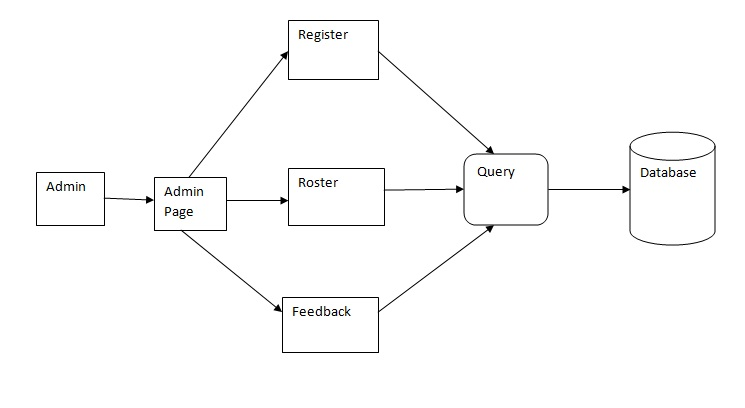 Register
Admin
Admin
Page
Roster
Query
Database
Feedback